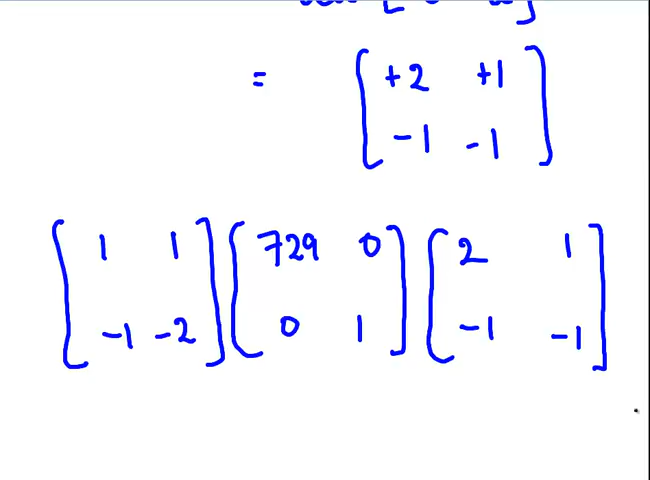 = [ +2 +1
-1 -1 ]
[ 1 1 ] [ 729 0 ] [ 2 1 ]
[ -1 -2 ] [ 0 1 ] [ -1 -1 ]